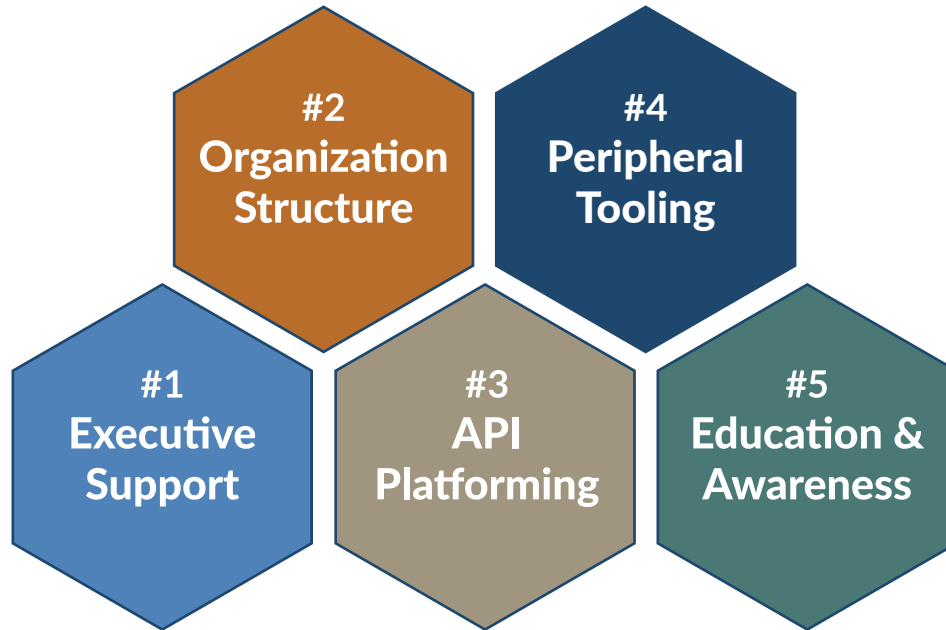 #2
Organization
Structure
#4
Peripheral
Tooling
#1
Executive
Support
#3
API
Platforming
#5
Education &
Awareness